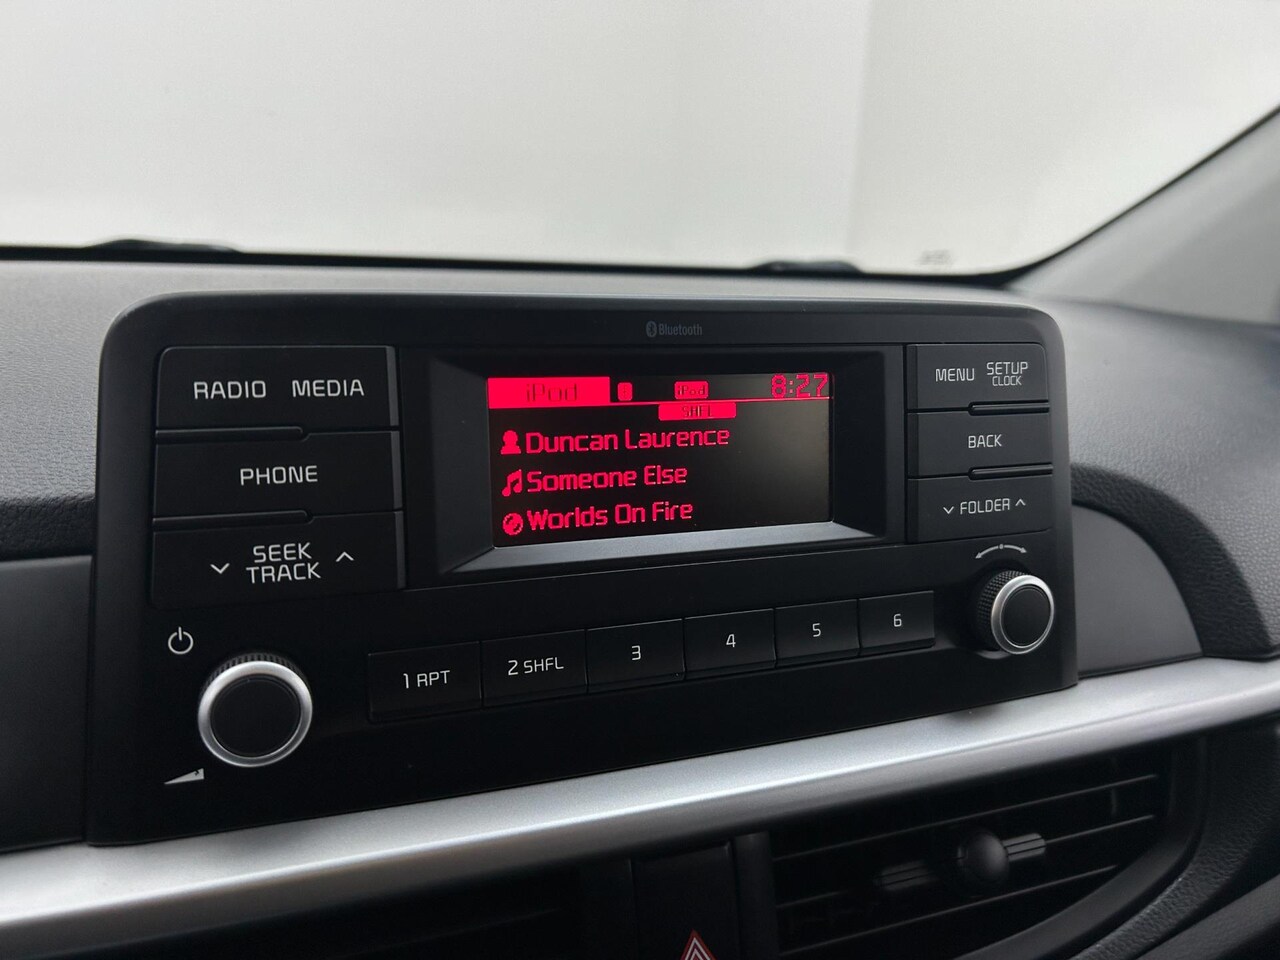 Bluetooth
RADIO MEDIA
PHONE
SEEK
TRACK
iPod iPod 8:27
SHFL
Duncan Laurence
Someone Else
Worlds On Fire
MENU SETUP
CLOCK
BACK
FOLDER
1 RPT 2 SHFL 3 4 5 6